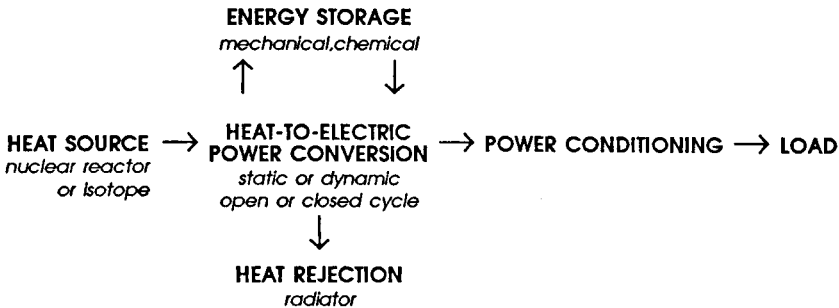 ENERGY STORAGE
mechanical,chemical
HEAT SOURCE
nuclear reactor
or Isotope
HEAT-TO-ELECTRIC
POWER CONVERSION
static or dynamic
open or closed cycle
POWER CONDITIONING
LOAD
HEAT REJECTION
radiator